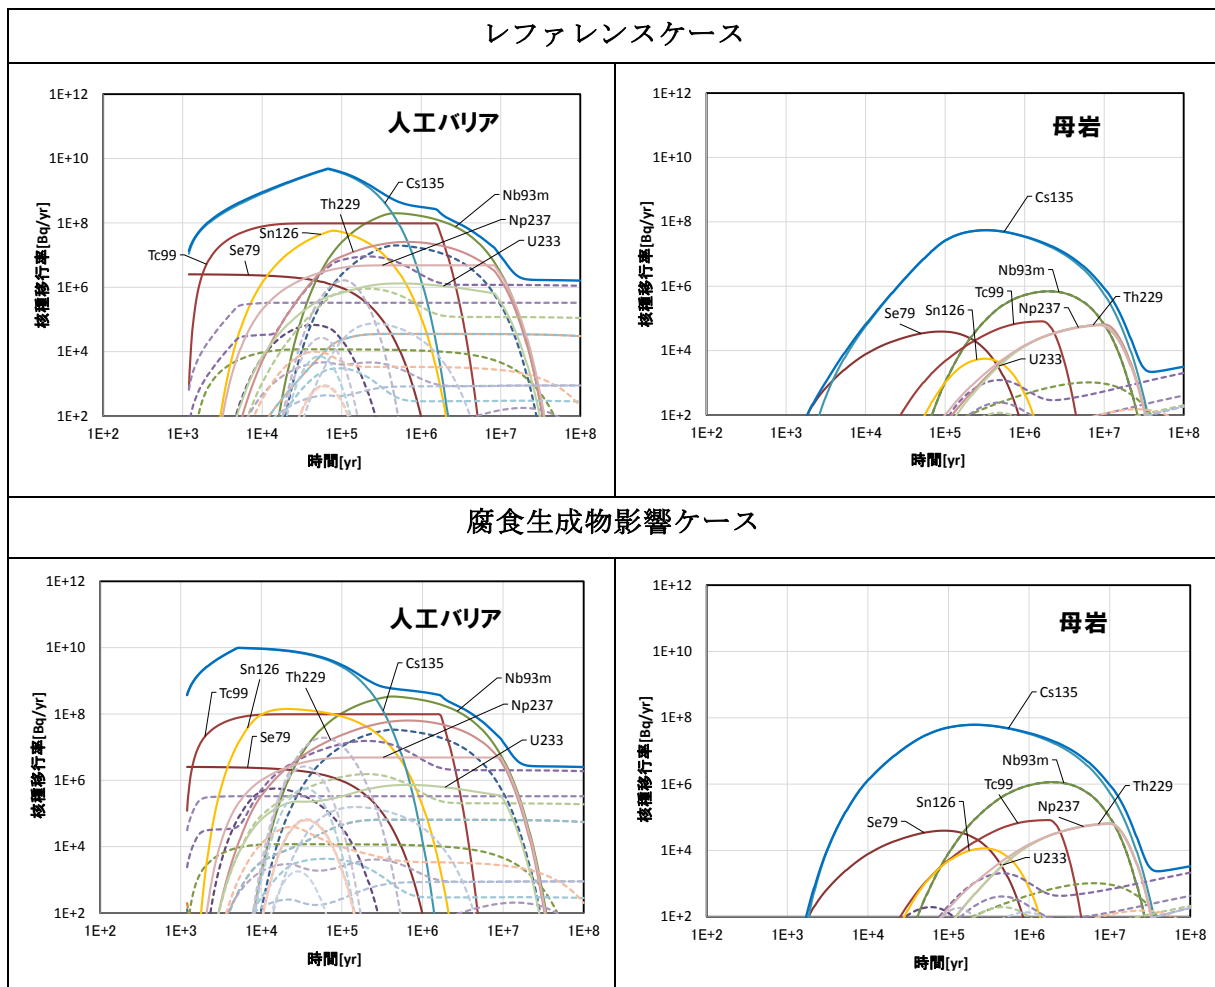 レファレンスケース
人工バリア
核種移行率[Bq/yr]
1E+12
1E+10
1E+8
1E+6
1E+4
1E+2
Cs135
Nb93m
Th229
Np237
Sn126
U233
Se79
Tc99
1E+2 1E+3 1E+4 1E+5 1E+6 1E+7 1E+8
時間[yr]
母岩
核種移行率[Bq/yr]
1E+12
1E+10
1E+8
1E+6
1E+4
1E+2
Cs135
Nb93m
Tc99
Th229
Sn126
Np237
Se79
U233
1E+2 1E+3 1E+4 1E+5 1E+6 1E+7 1E+8
時間[yr]
腐食生成物影響ケース
人工バリア
核種移行率[Bq/yr]
1E+12
1E+10
1E+8
1E+6
1E+4
1E+2
Sn126
Th229
Cs135
Tc99
Nb93m
Np237
Se79
U233
1E+2 1E+3 1E+4 1E+5 1E+6 1E+7 1E+8
時間[yr]
母岩
核種移行率[Bq/yr]
1E+12
1E+10
1E+8
1E+6
1E+4
1E+2
Cs135
Nb93m
Tc99
Th229
Sn126
Np237
Se79
U233
1E+2 1E+3 1E+4 1E+5 1E+6 1E+7 1E+8
時間[yr]